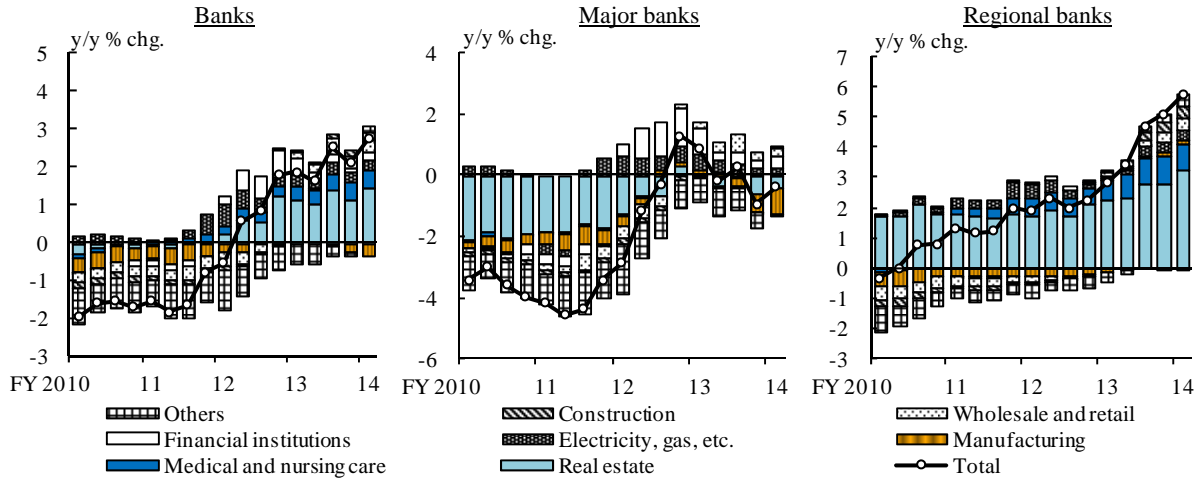 Banks
Major banks
Regional banks
y/y % chg.
y/y % chg.
y/y % chg.
5
4
3
2
1
0
-1
-2
-3
4
2
0
-2
-4
-6
7
6
5
4
3
2
1
0
-1
-2
-3
FY 2010 11 12 13 14
FY 2010 11 12 13 14
FY 2010 11 12 13 14
Others
Construction
Wholesale and retail
Financial institutions
Electricity, gas, etc.
Manufacturing
Medical and nursing care
Real estate
Total